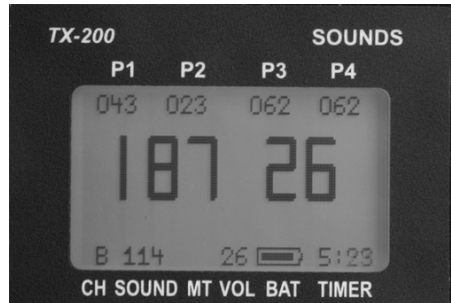 TX-200 SOUNDS
P1 P2 P3 P4
043 023 062 062
187 26
B 114 26 5:23
CH SOUND MT VOL BAT TIMER